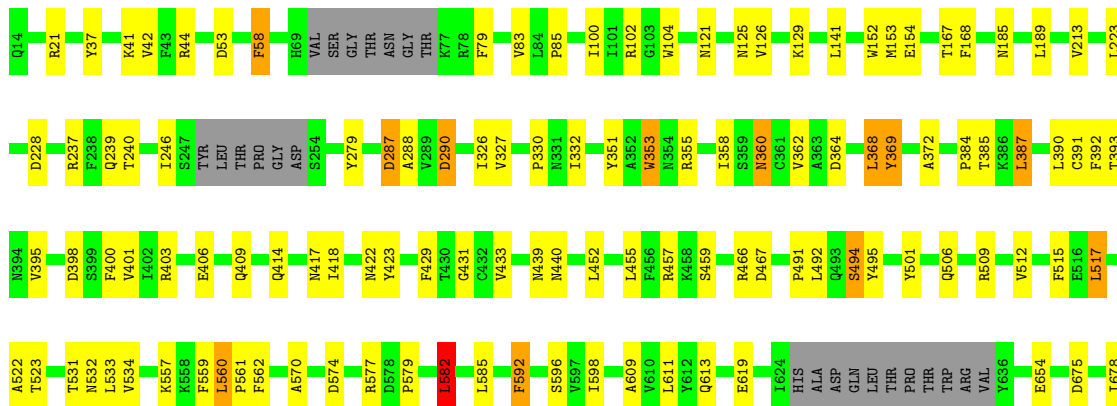 Q14 R21 Y37 K41 V42 F43 R44 D53 F58 H69 VAL SER GLY THR ASN GLY THR K77 R78 F79 V83 L84 P85 I100 I101 R102 G103 W104 N121 N125 V126 K129 L141 W152 M153 E154 T167 F168 N185 L189 V213 L223
D228 R237 F238 Q239 T240 I246 S247 TYR LEU THR PRO GLY ASP S254 Y279 D287 A288 V289 D290 I326 V327 P330 N331 I332 Y351 A352 W353 N354 R355 I358 S359 N360 C361 V362 A363 D364 L368 Y369 A372 P384 T385 K386 L387 L390 C391 F392 T393
N394 V395 D398 S399 F400 V401 I402 R403 E406 Q409 Q414 N417 I418 N422 Y423 F429 T430 G431 C432 V433 N439 N440 L452 L455 F456 R457 K458 S459 R466 D467 P491 L492 Q493 S494 Y495 Y501 Q506 R509 V512 F515 E516 L517
A522 T523 T531 N532 L533 V534 K557 K558 F559 L560 P561 F562 A570 D574 R577 D578 P579 L582 L585 F592 S596 V597 I598 A609 V610 L611 Y612 Q613 E619 I624 HIS ALA ASP GLN LEU THR PRO THR TRP ARG VAL Y636 E654 D675